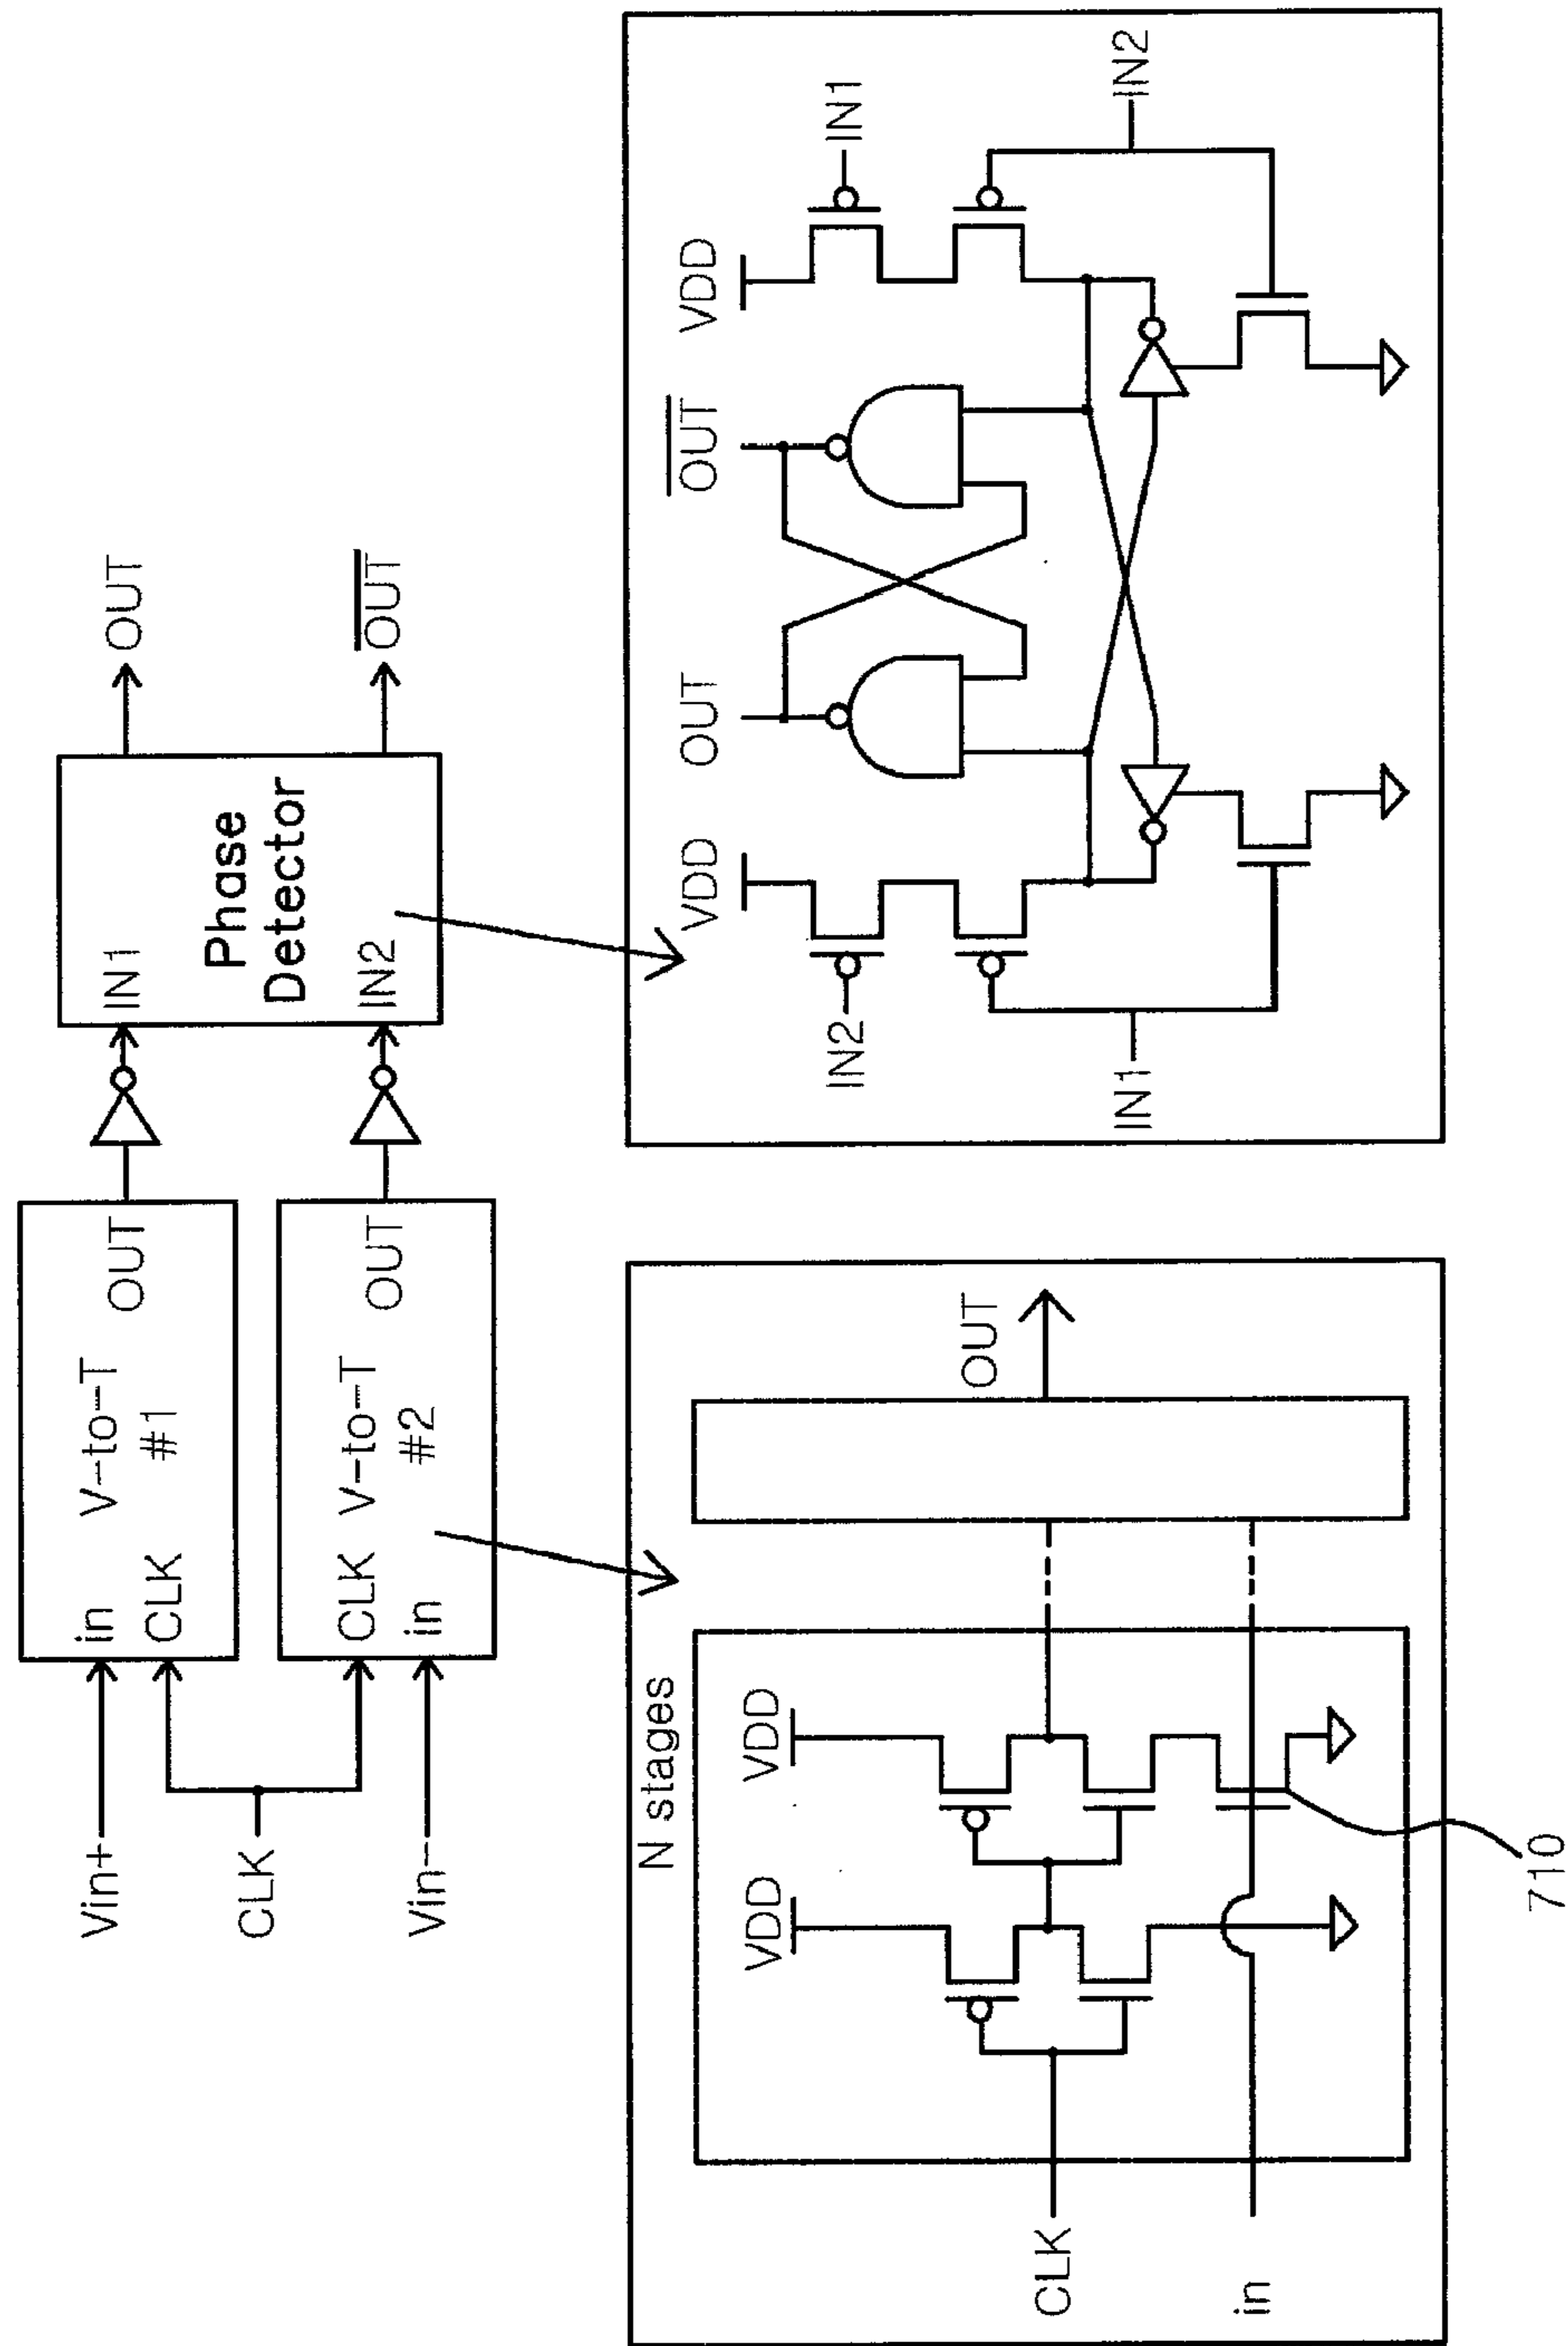 Vin+
CLK
Vin-
in
CLK
V-to-T
#1
OUT
CLK
in
V-to-T
#2
OUT
IN1
IN2
Phase
Detector
OUT
OUT
N stages
VDD
VDD
CLK
in
OUT
710
VDD
OUT
OUT
VDD
IN2
IN1
IN1
IN2